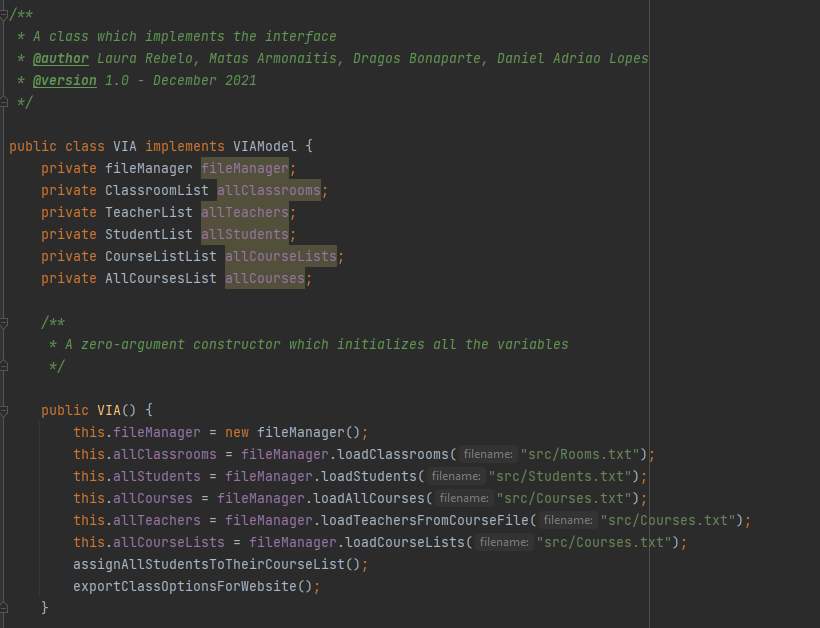 /**
 * A class which implements the interface
 * @author Laura Rebelo, Matas Armonaitis, Dragos Bonaparte, Daniel Adriao Lopes
 * @version 1.0 - December 2021
 */
public class VIA implements VIAModel {
    private fileManager fileManager;
    private ClassroomList allClassrooms;
    private TeacherList allTeachers;
    private StudentList allStudents;
    private CourseListList allCourseLists;
    private AllCoursesList allCourses;
    /**
     * A zero-argument constructor which initializes all the variables
     */
    public VIA() {
        this.fileManager = new fileManager();
        this.allClassrooms = fileManager.loadClassrooms( filename: "src/Rooms.txt");
        this.allStudents = fileManager.loadStudents( filename: "src/Students.txt");
        this.allCourses = fileManager.loadAllCourses( filename: "src/Courses.txt");
        this.allTeachers = fileManager.loadTeachersFromCourseFile( filename: "src/Courses.txt");
        this.allCourseLists = fileManager.loadCourseLists( filename: "src/Courses.txt");
        assignAllStudentsToTheirCourseList();
        exportClassOptionsForWebsite();
    }